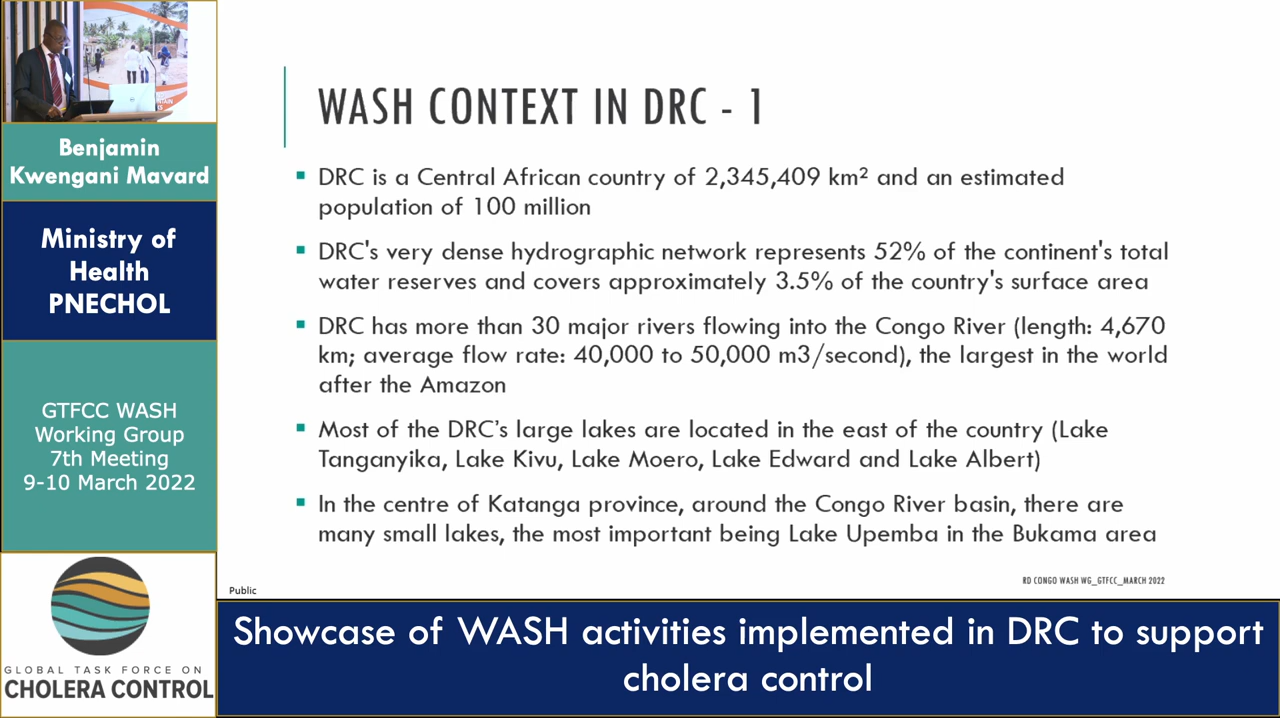 Benjamin
Kwengani Mavard
Ministry of
Health
PNECHOL
GTFCC WASH
Working Group
7th Meeting
9-10 March 2022
GLOBAL TASK FORCE ON
CHOLERA CONTROL
WASH CONTEXT IN DRC - 1
▪ DRC is a Central African country of 2,345,409 km² and an estimated
population of 100 million
▪ DRC's very dense hydrographic network represents 52% of the continent's total
water reserves and covers approximately 3.5% of the country's surface area
▪ DRC has more than 30 major rivers flowing into the Congo River (length: 4,670
km; average flow rate: 40,000 to 50,000 m3/second), the largest in the world
after the Amazon
▪ Most of the DRC’s large lakes are located in the east of the country (Lake
Tanganyika, Lake Kivu, Lake Moero, Lake Edward and Lake Albert)
▪ In the centre of Katanga province, around the Congo River basin, there are
many small lakes, the most important being Lake Upemba in the Bukama area
RD CONGO WASH WG_GTFCC_MARCH 2022
Public
Showcase of WASH activities implemented in DRC to support
cholera control